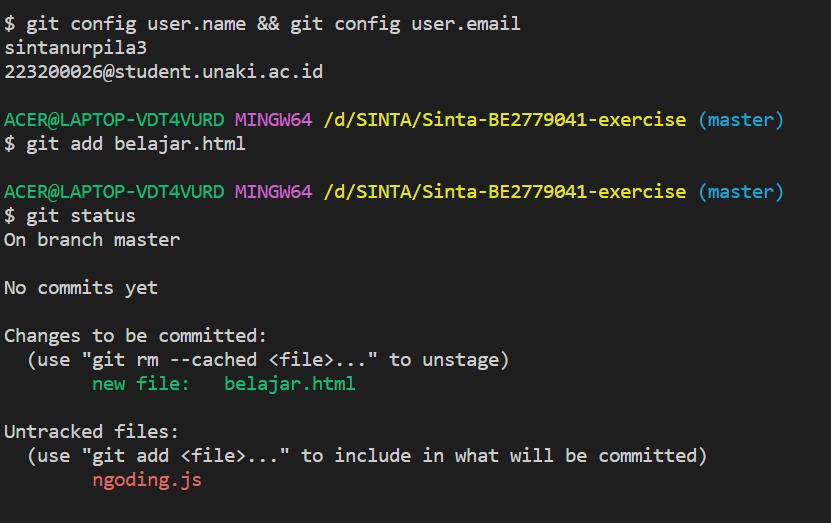 $ git config user.name && git config user.email
sintanurpila3
223200026@student.unaki.ac.id
ACER@LAPTOP-VDT4VURD MINGW64 /d/SINTA/Sinta-BE2779041-exercise (master)
$ git add belajar.html
ACER@LAPTOP-VDT4VURD MINGW64 /d/SINTA/Sinta-BE2779041-exercise (master)
$ git status
On branch master
No commits yet
Changes to be committed:
(use "git rm --cached <file>..." to unstage)
new file:   belajar.html
Untracked files:
(use "git add <file>..." to include in what will be committed)
ngoding.js